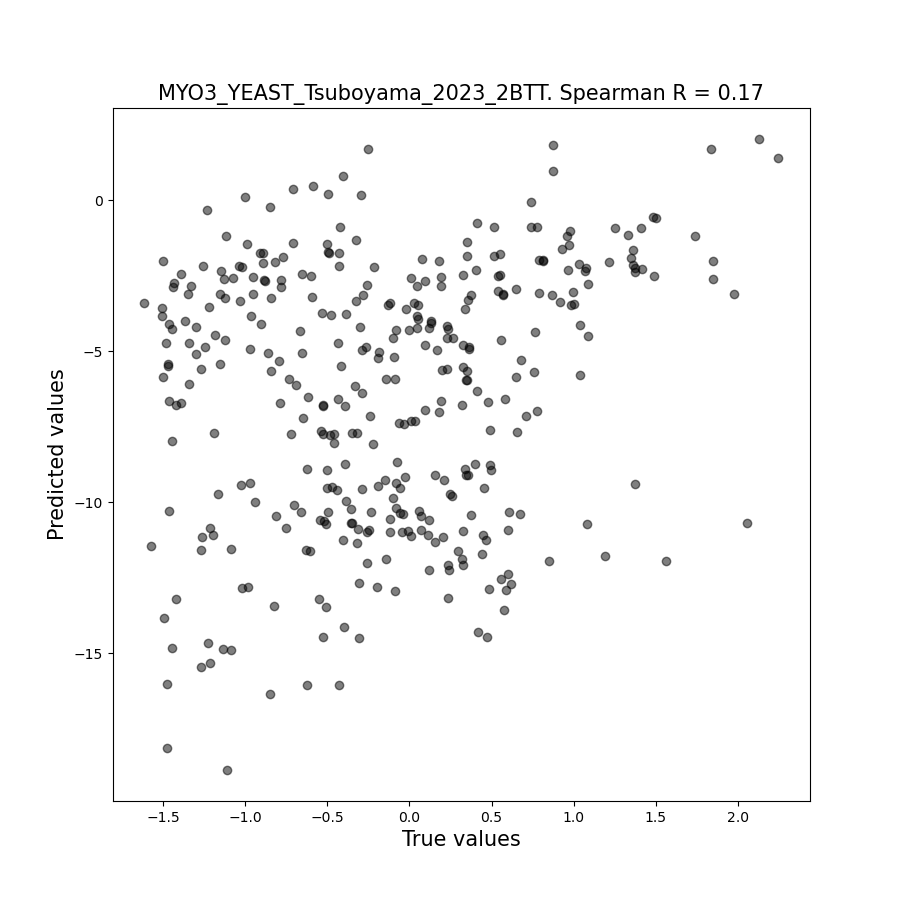 MYO3_YEAST_Tsuboyama_2023_2BTT. Spearman R = 0.17
0
−5
−10
−15
Predicted values
−1.5 −1.0 −0.5 0.0 0.5 1.0 1.5 2.0
True values